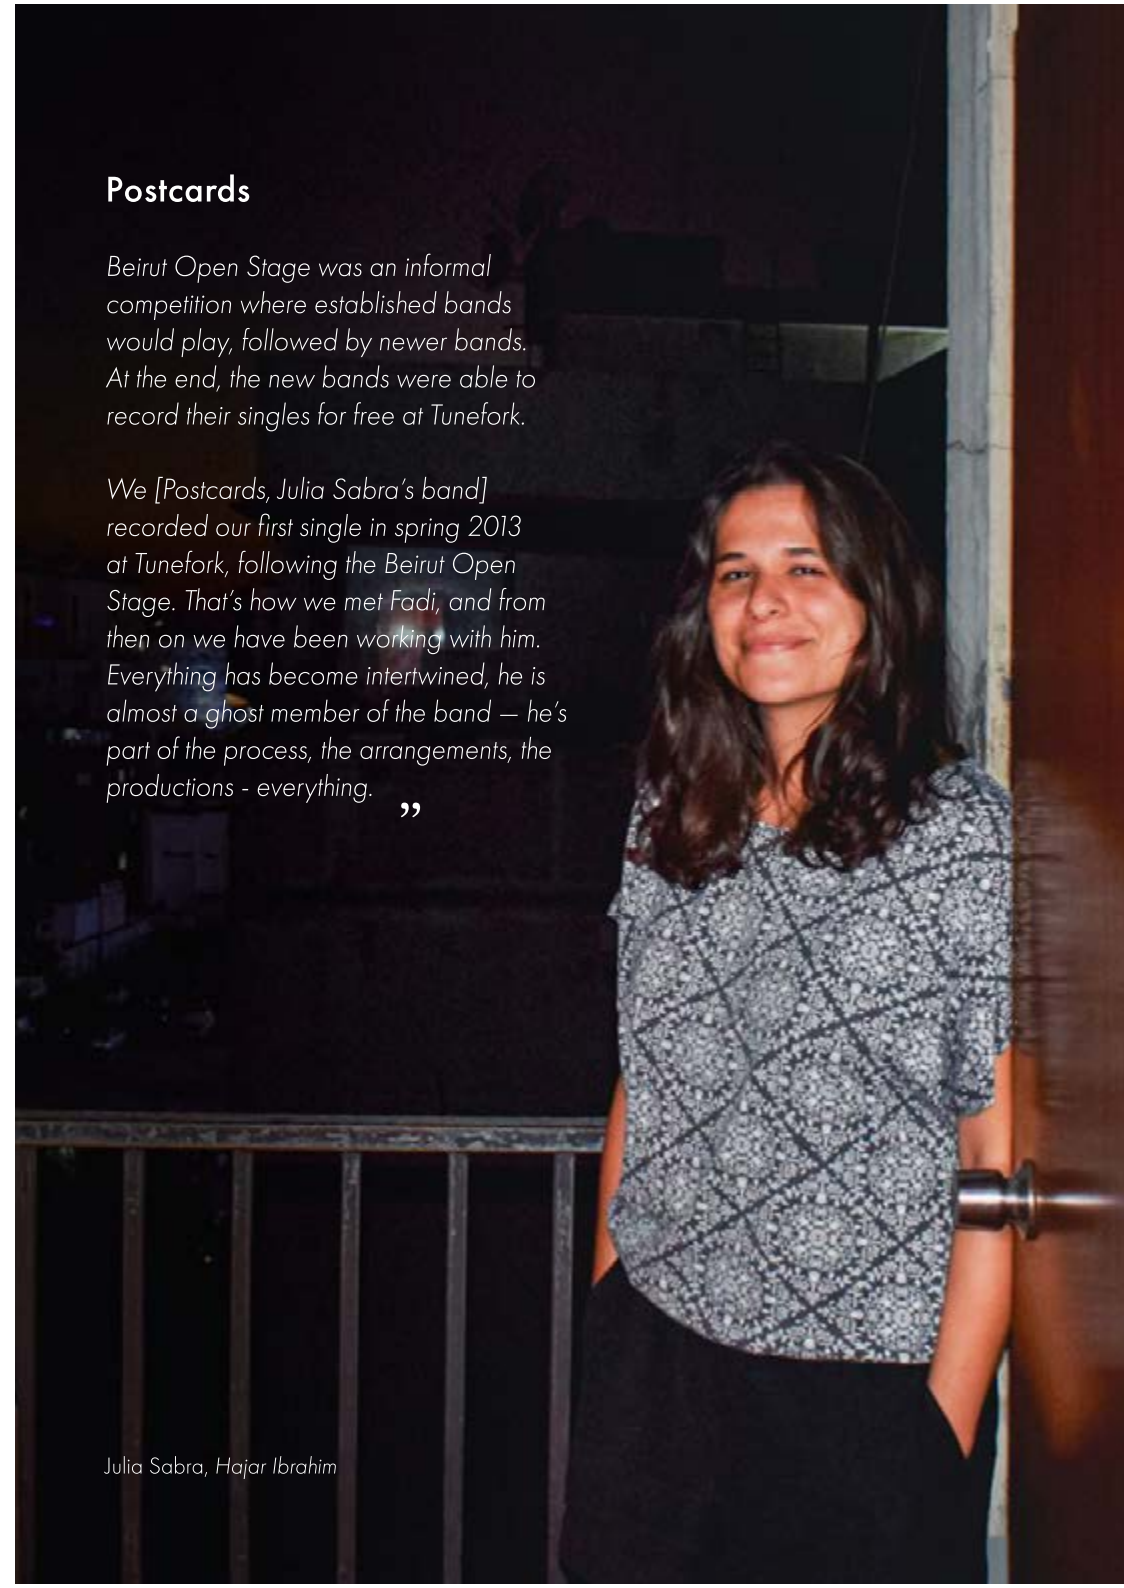 Postcards
Beirut Open Stage was an informal
competition where established bands
would play, followed by newer bands.
At the end, the new bands were able to
record their singles for free at Tunefork.
We [Postcards, Julia Sabra's band]
recorded our first single in spring 2013
at Tunefork, following the Beirut Open
Stage. That's how we met Fadi, and from
then on we have been working with him.
Everything has become intertwined, he is
almost a ghost member of the band — he's
part of the process, the arrangements, the
productions - everything.
”
Julia Sabra, Hajar Ibrahim